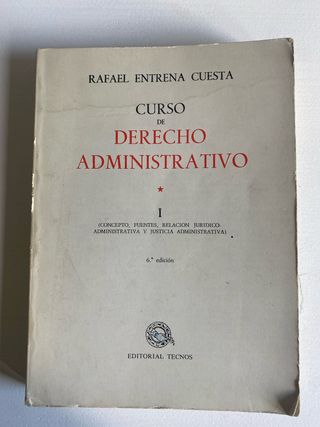 RAFAEL ENTRENA CUESTA
CURSO
DE
DERECHO
ADMINISTRATIVO
*
I
(CONCEPTO, FUENTES, RELACION JURIDICO-
ADMINISTRATIVA Y JUSTICIA ADMINISTRATIVA)
6.ª edición
EDITORIAL TECNOS